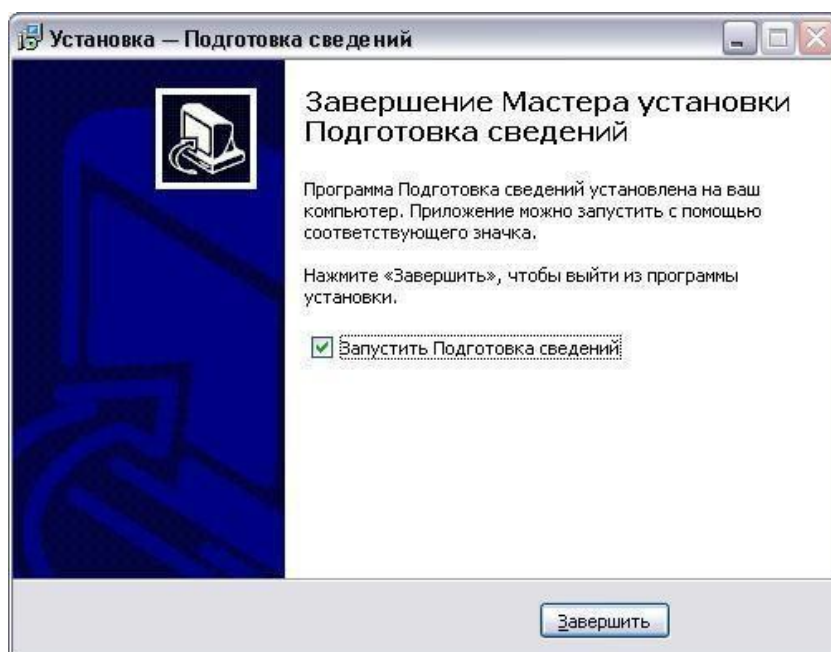 Установка — Подготовка сведений
Завершение Мастера установки
Подготовка сведений
Программа Подготовка сведений установлена на ваш
компьютер. Приложение можно запустить с помощью
соответствующего значка.
Нажмите «Завершить», чтобы выйти из программы
установки.
Запустить Подготовка сведений
Завершить